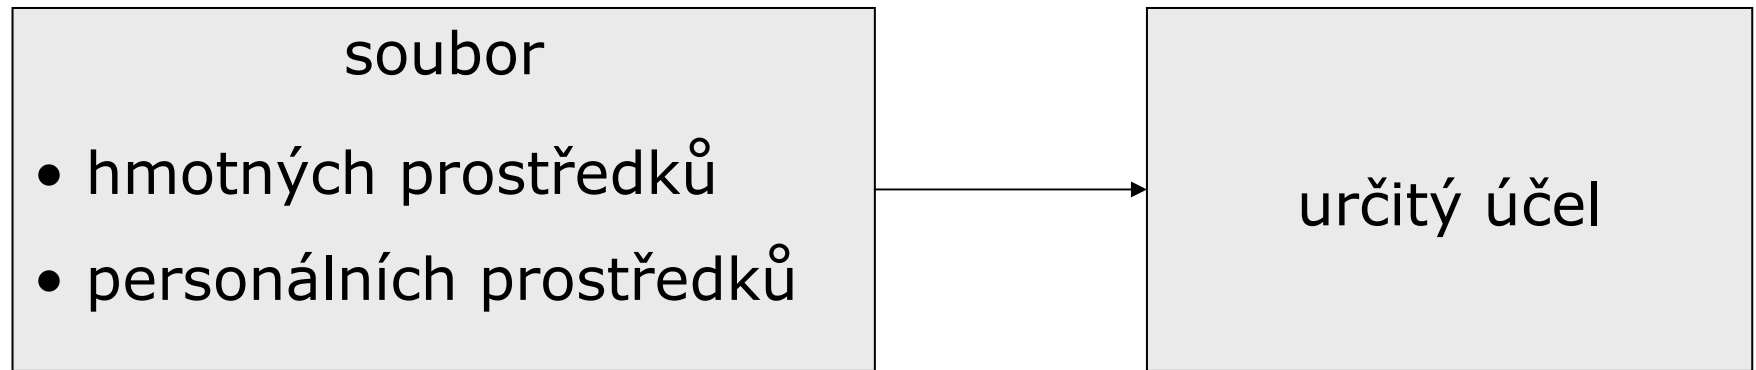 soubor
• hmotných prostředků
• personálních prostředků
určitý účel